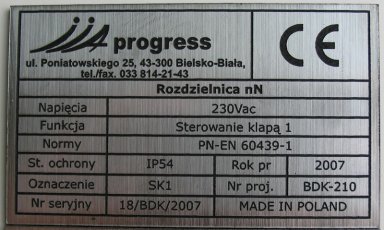 progress
CE
ul. Poniatowskiego 25, 43-300 Bielsko-Biała,
tel./fax. 033 814-21-43
Rozdzielnica nN
Napięcia 230Vac
Funkcja Sterowanie klapą 1
Normy PN-EN 60439-1
St. ochrony IP54 Rok pr 2007
Oznaczenie SK1 Nr proj. BDK-210
Nr seryjny 18/BDK/2007 MADE IN POLAND